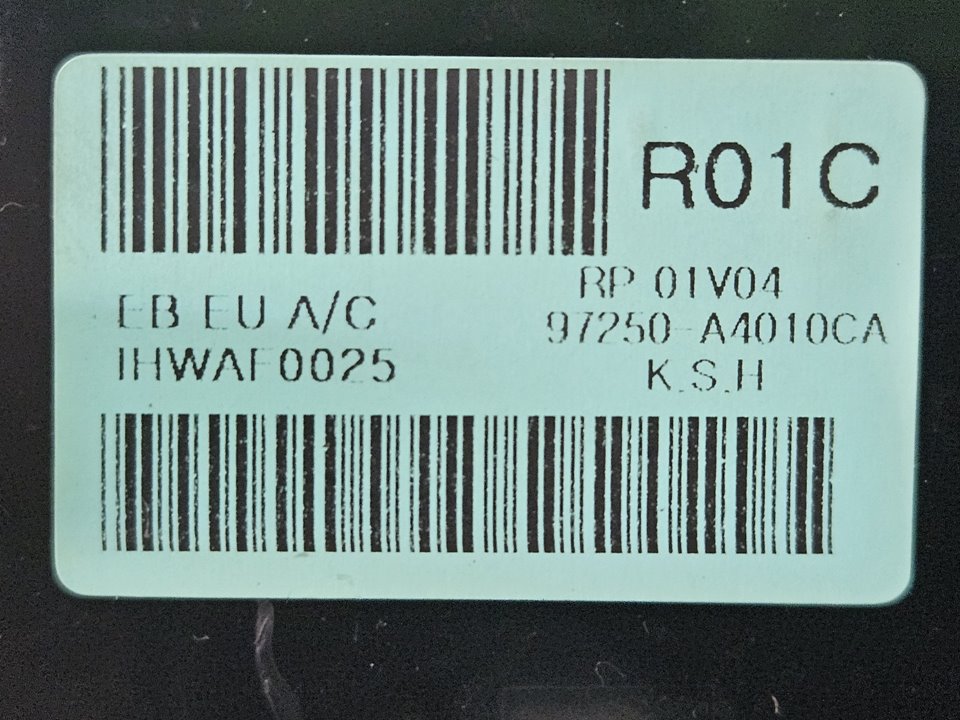 R01C
EB EU A/C
IHWAF0025
RP 01V04
97250-A4010CA
K.S.H